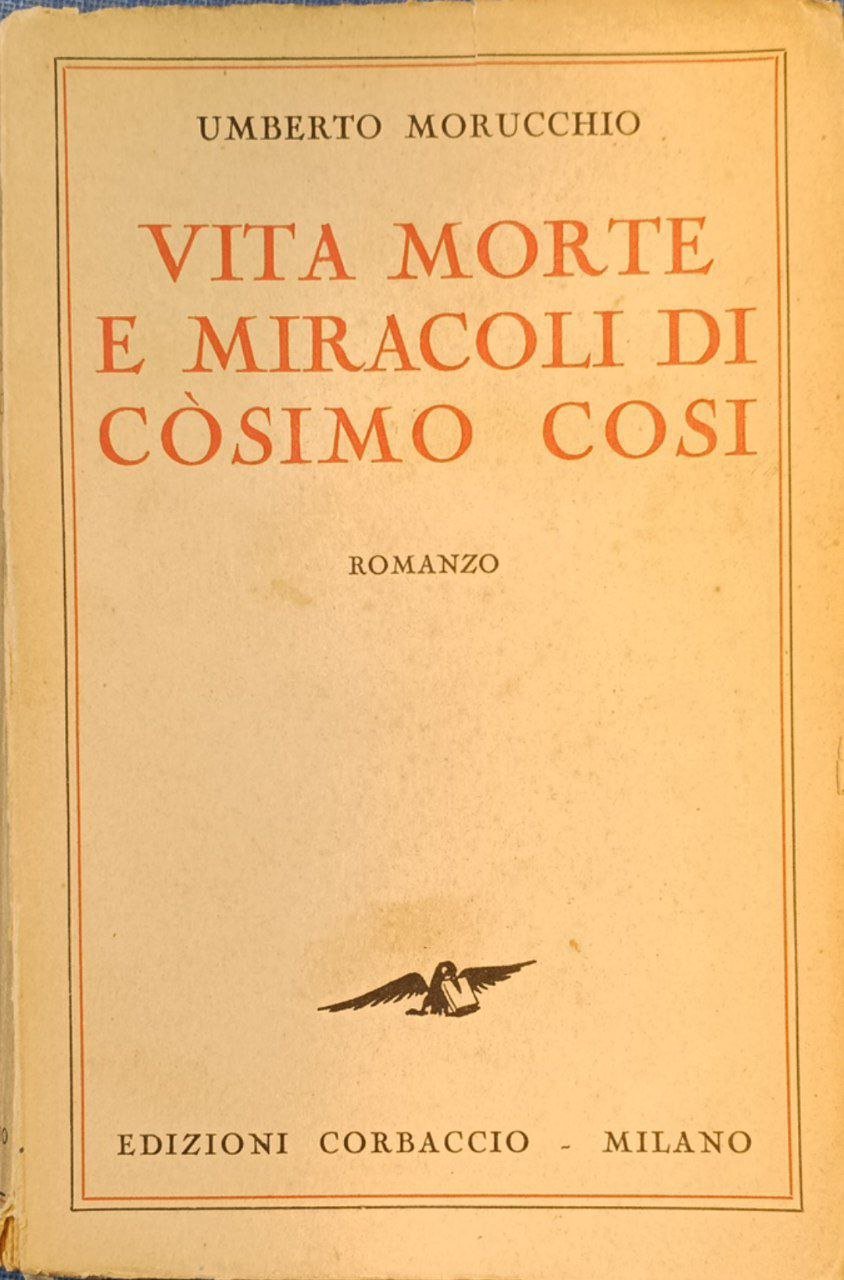 UMBERTO MORUCCHIO
VITA MORTE
E MIRACOLI DI
CÒSIMO COSI
ROMANZO
EDIZIONI CORBACCIO - MILANO